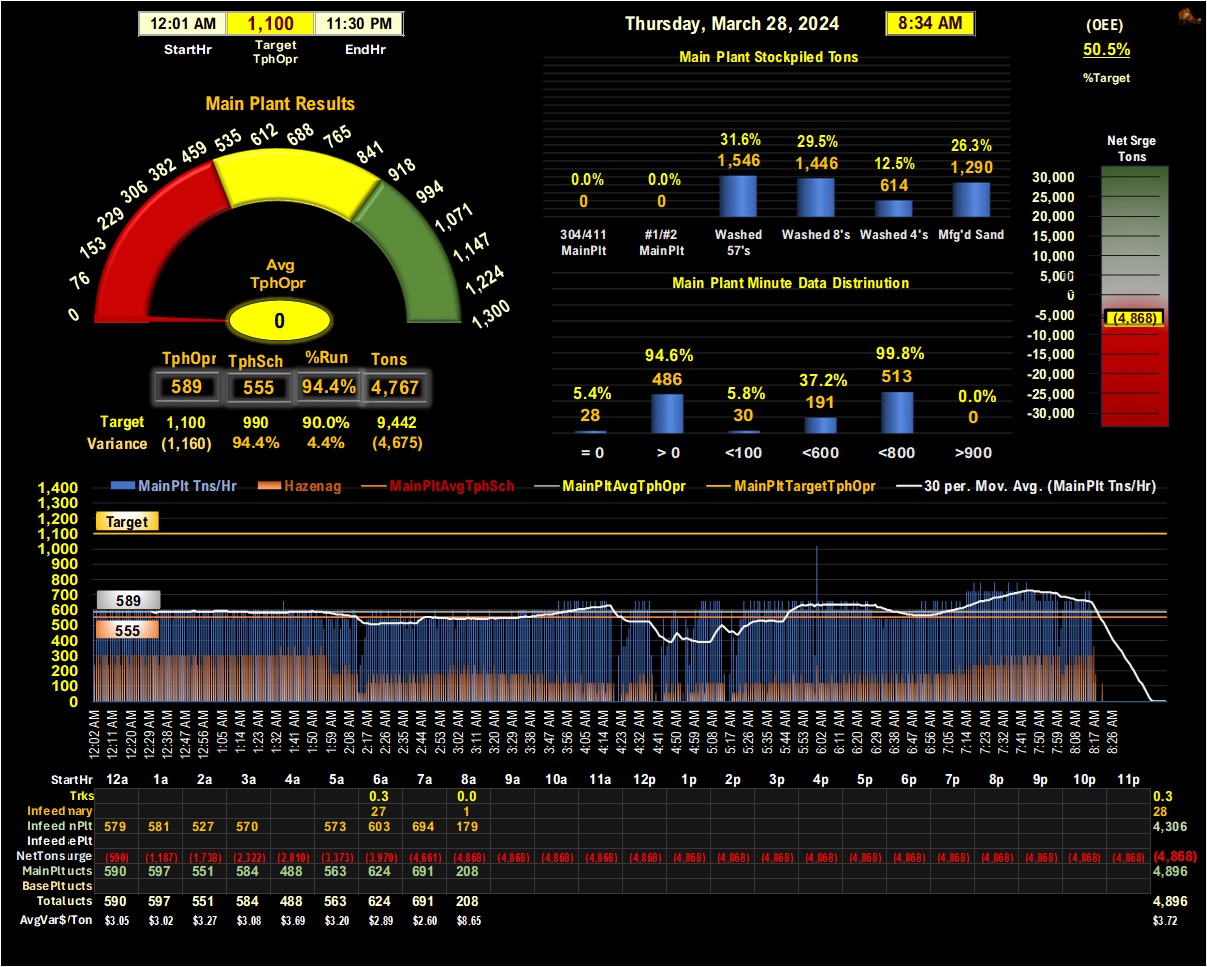 12:01 AM 1,100 11:30 PM
StartHr Target TphOpr EndHr
Thursday, March 28, 2024 8:34 AM
(OEE)
50.5%
%Target
Main Plant Results
0 76 153 229 306 382 459 535 612 688 765 841 918 994 1,071 1,147 1,224 1,300
Avg
TphOpr
0
TphOpr TphSch %Run Tons
589 555 94.4% 4,767
Target 1,100 990 90.0% 9,442
Variance (1,160) 94.4% 4.4% (4,675)
Main Plant Stockpiled Tons
0.0% 0.0% 31.6% 29.5% 12.5% 26.3%
0 0 1,546 1,446 614 1,290
304/411 MainPlt #1/#2 MainPlt Washed 57's Washed 8's Washed 4's Mfg'd Sand
Main Plant Minute Data Distrinution
5.4% 94.6% 5.8% 37.2% 99.8% 0.0%
28 486 30 191 513 0
= 0 > 0 <100 <600 <800 >900
Net Srge
Tons
30,000
25,000
20,000
15,000
10,000
5,000
0
-5,000
(4,868)
-10,000
-15,000
-20,000
-25,000
-30,000
MainPlt Tns/Hr Hazenag MainPltAvgTphSch MainPltAvgTphOpr MainPltTargetTphOpr 30 per. Mov. Avg. (MainPlt Tns/Hr)
1,400
1,300
1,200
1,100
1,000
900
800
700
600
500
400
300
200
100
0
Target
589
555
12:02 AM 12:11 AM 12:20 AM 12:29 AM 12:38 AM 12:47 AM 12:56 AM 1:05 AM 1:14 AM 1:23 AM 1:32 AM 1:41 AM 1:50 AM 1:59 AM 2:08 AM 2:17 AM 2:26 AM 2:35 AM 2:44 AM 2:53 AM 3:02 AM 3:11 AM 3:20 AM 3:29 AM 3:38 AM 3:47 AM 3:56 AM 4:05 AM 4:14 AM 4:23 AM 4:32 AM 4:41 AM 4:50 AM 4:59 AM 5:08 AM 5:17 AM 5:26 AM 5:35 AM 5:44 AM 5:53 AM 6:02 AM 6:11 AM 6:20 AM 6:29 AM 6:38 AM 6:47 AM 6:56 AM 7:05 AM 7:14 AM 7:23 AM 7:32 AM 7:41 AM 7:50 AM 7:59 AM 8:08 AM 8:17 AM 8:26 AM
StartHr 12a 1a 2a 3a 4a 5a 6a 7a 8a 9a 10a 11a 12p 1p 2p 3p 4p 5p 6p 7p 8p 9p 10p 11p
Trks 0.3 0.0 0.3
Infeed nary 27 1 28
Infeed nPlt 579 581 527 570 573 603 694 179 4,306
Infeed ePlt
NetTons urge (590) (1,187) (1,738) (2,322) (2,810) (3,373) (3,970) (4,661) (4,868) (4,868) (4,868) (4,868) (4,868) (4,868) (4,868) (4,868) (4,868) (4,868) (4,868) (4,868) (4,868) (4,868) (4,868) (4,868) (4,868)
MainPlt ucts 590 597 551 584 488 563 624 691 208 4,896
BasePlt ucts
Total ucts 590 597 551 584 488 563 624 691 208 4,896
AvgVar$/Ton $3.05 $3.02 $3.27 $3.08 $3.69 $3.20 $2.89 $2.60 $8.65 $3.72